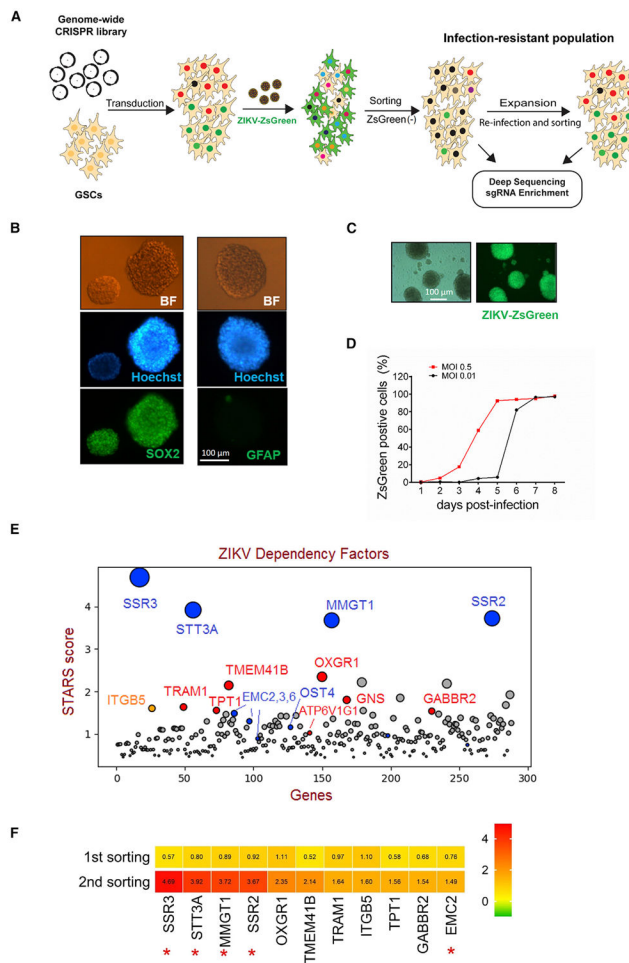 A
Genome-wide
CRISPR library
GSCs
Transduction
ZIKV-ZsGreen
Sorting
ZsGreen(-)
Infection-resistant population
Expansion
Re-infection and sorting
Deep Sequencing
sgRNA Enrichment
B
BF
BF
Hoechst
Hoechst
SOX2
100 µm
GFAP
C
100 µm
ZIKV-ZsGreen
D
ZsGreen postive cells (%)
MOI 0.5
MOI 0.01
120
100
80
60
40
20
0
1 2 3 4 5 6 7 8
days post-infection
E
ZIKV Dependency Factors
STARS score
4
3
2
1
SSR3
STT3A
MMGT1
SSR2
OXGR1
TMEM41B
ITGB5
TRAM1
TPT1
EMC2,3,6
OST4
GNS
ATP6V1G1
GABBR2
0 50 100 150 200 250 300
Genes
F
1st sorting
0.57 0.80 0.89 0.92 1.11 0.52 0.97 1.10 0.58 0.68 0.76
2nd sorting
4.69 3.92 3.72 3.67 2.35 2.14 1.64 1.60 1.56 1.54 1.49
* SSR3
* STT3A
* MMGT1
* SSR2
OXGR1
TMEM41B
TRAM1
ITGB5
TPT1
GABBR2
* EMC2
4
2
0